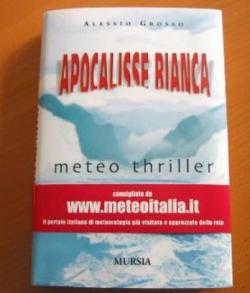 ALESSIO GROSSO
APOCALISSE BIANCA
meteo thriller
consigliato da
www.meteoitalia.it
il portale italiano di meteorologia più visitato e apprezzato della rete
MURSIA